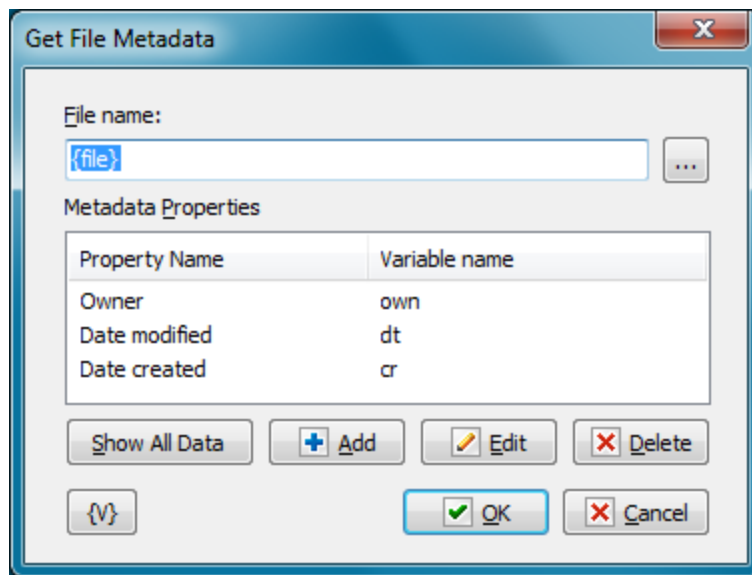 Get File Metadata
File name:
{file}
...
Metadata Properties
Property Name Variable name
Owner own
Date modified dt
Date created cr
Show All Data Add Edit Delete
{V} OK Cancel